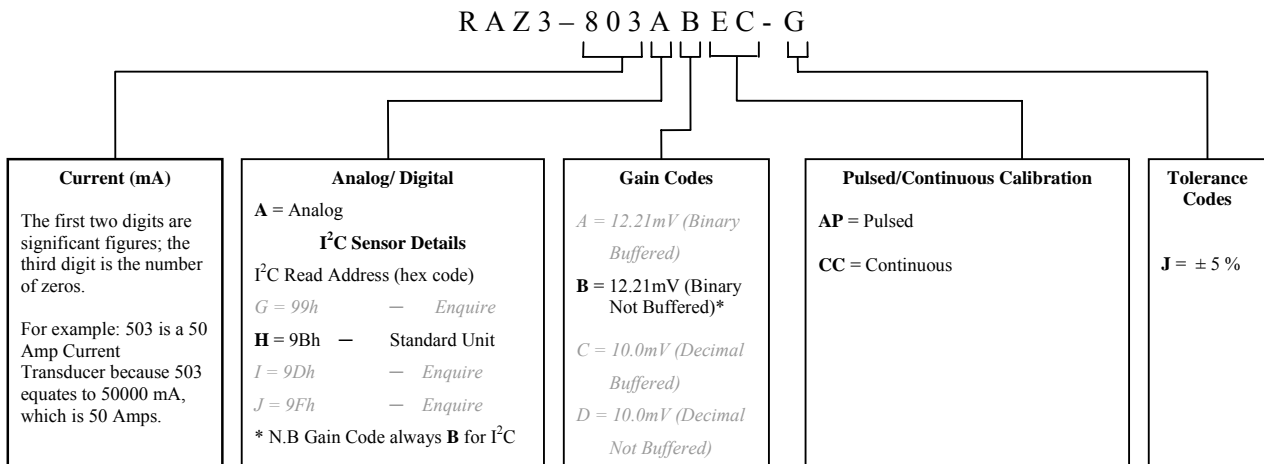 RAZ3-803ABEC-G
Current (mA)
The first two digits are
significant figures; the
third digit is the number
of zeros.
For example: 503 is a 50
Amp Current
Transducer because 503
equates to 50000 mA,
which is 50 Amps.
Analog/ Digital
A = Analog
I²C Sensor Details
I²C Read Address (hex code)
G = 99h — Enquire
H = 9Bh — Standard Unit
I = 9Dh — Enquire
J = 9Fh — Enquire
* N.B Gain Code always B for I²C
Gain Codes
A = 12.21mV (Binary
Buffered)
B = 12.21mV (Binary
Not Buffered)*
C = 10.0mV (Decimal
Buffered)
D = 10.0mV (Decimal
Not Buffered)
Pulsed/Continuous Calibration
AP = Pulsed
CC = Continuous
Tolerance
Codes
J = ± 5 %